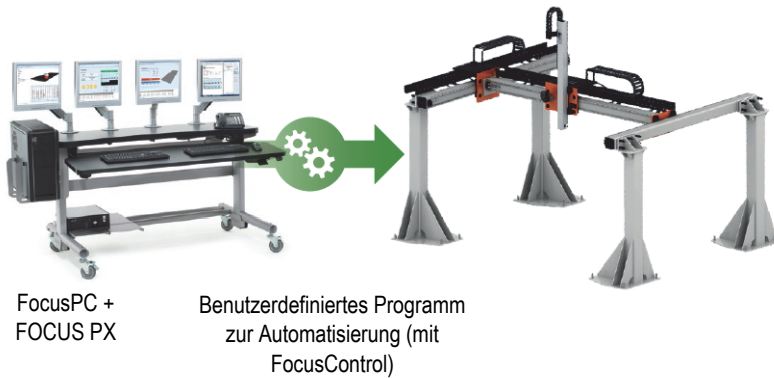 FocusPC +
FOCUS PX
Benutzerdefiniertes Programm
zur Automatisierung (mit
FocusControl)